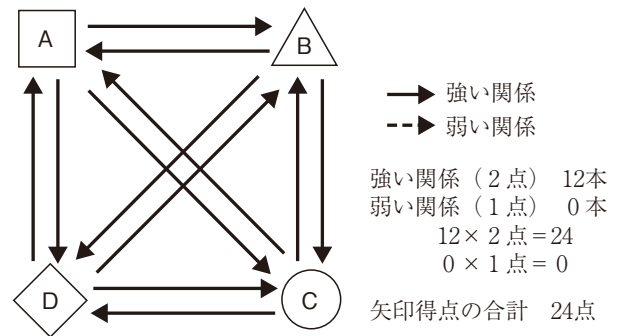 A
B
強い関係
弱い関係
強い関係（2点） 12本
弱い関係（1点） 0本
12×2点＝24
0×1点＝0
D
C
矢印得点の合計 24点